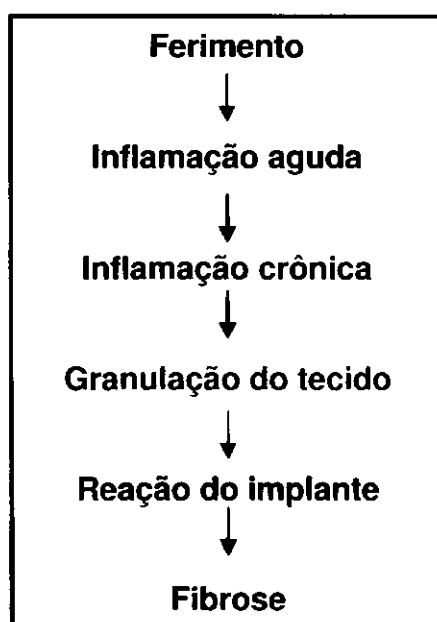 Ferimento
Inflamação aguda
Inflamação crônica
Granulação do tecido
Reação do implante
Fibrose